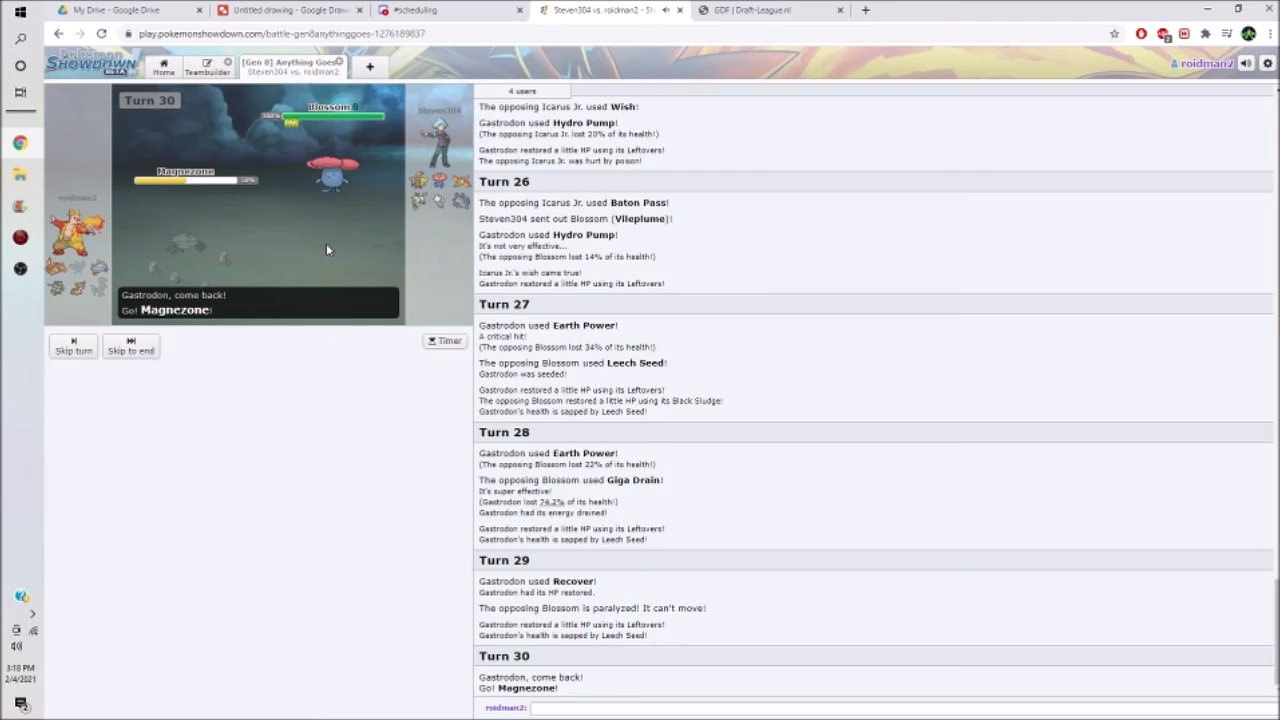 My Drive - Google Drive
Untitled drawing - Google Draw
#scheduling
Steven304 vs. roidman2 - Sh
GDF | Draft-League.nl
play.pokemonshowdown.com/battle-gen8anythinggoes-1276189837
Pokémon
Showdown
BETA
Home
Teambuilder
[Gen 8] Anything Goes
Steven304 vs. roidman2
roidman2
Turn 30
Blossom
100%
PAR
Magnezone
Steven304
roidman2
Gastrodon, come back!
Go! Magnezone!
Skip turn
Skip to end
Timer
4 users
The opposing Icarus Jr. used Wish!
Gastrodon used Hydro Pump!
(The opposing Icarus Jr. lost 20% of its health!)
Gastrodon restored a little HP using its Leftovers!
The opposing Icarus Jr. was hurt by poison!
Turn 26
The opposing Icarus Jr. used Baton Pass!
Steven304 sent out Blossom (Vileplume)!
Gastrodon used Hydro Pump!
It's not very effective...
(The opposing Blossom lost 14% of its health!)
Icarus Jr.'s wish came true!
Gastrodon restored a little HP using its Leftovers!
Turn 27
Gastrodon used Earth Power!
A critical hit!
(The opposing Blossom lost 34% of its health!)
The opposing Blossom used Leech Seed!
Gastrodon was seeded!
Gastrodon restored a little HP using its Leftovers!
The opposing Blossom restored a little HP using its Black Sludge!
Gastrodon's health is sapped by Leech Seed!
Turn 28
Gastrodon used Earth Power!
(The opposing Blossom lost 22% of its health!)
The opposing Blossom used Giga Drain!
It's super effective!
(Gastrodon lost 74.2% of its health!)
Gastrodon had its energy drained!
Gastrodon restored a little HP using its Leftovers!
Gastrodon's health is sapped by Leech Seed!
Turn 29
Gastrodon used Recover!
Gastrodon had its HP restored.
The opposing Blossom is paralyzed! It can't move!
Gastrodon restored a little HP using its Leftovers!
Gastrodon's health is sapped by Leech Seed!
Turn 30
Gastrodon, come back!
Go! Magnezone!
roidman2:
3:18 PM
2/4/2021